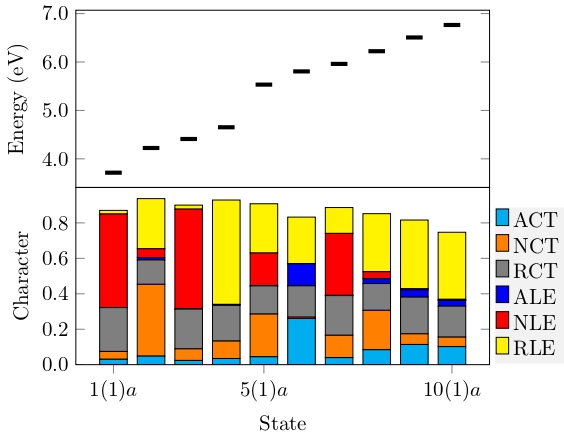 7.0
6.0
5.0
4.0
Energy (eV)
0.8
0.6
0.4
0.2
0.0
Character
ACT
NCT
RCT
ALE
NLE
RLE
1(1)a
5(1)a
10(1)a
State